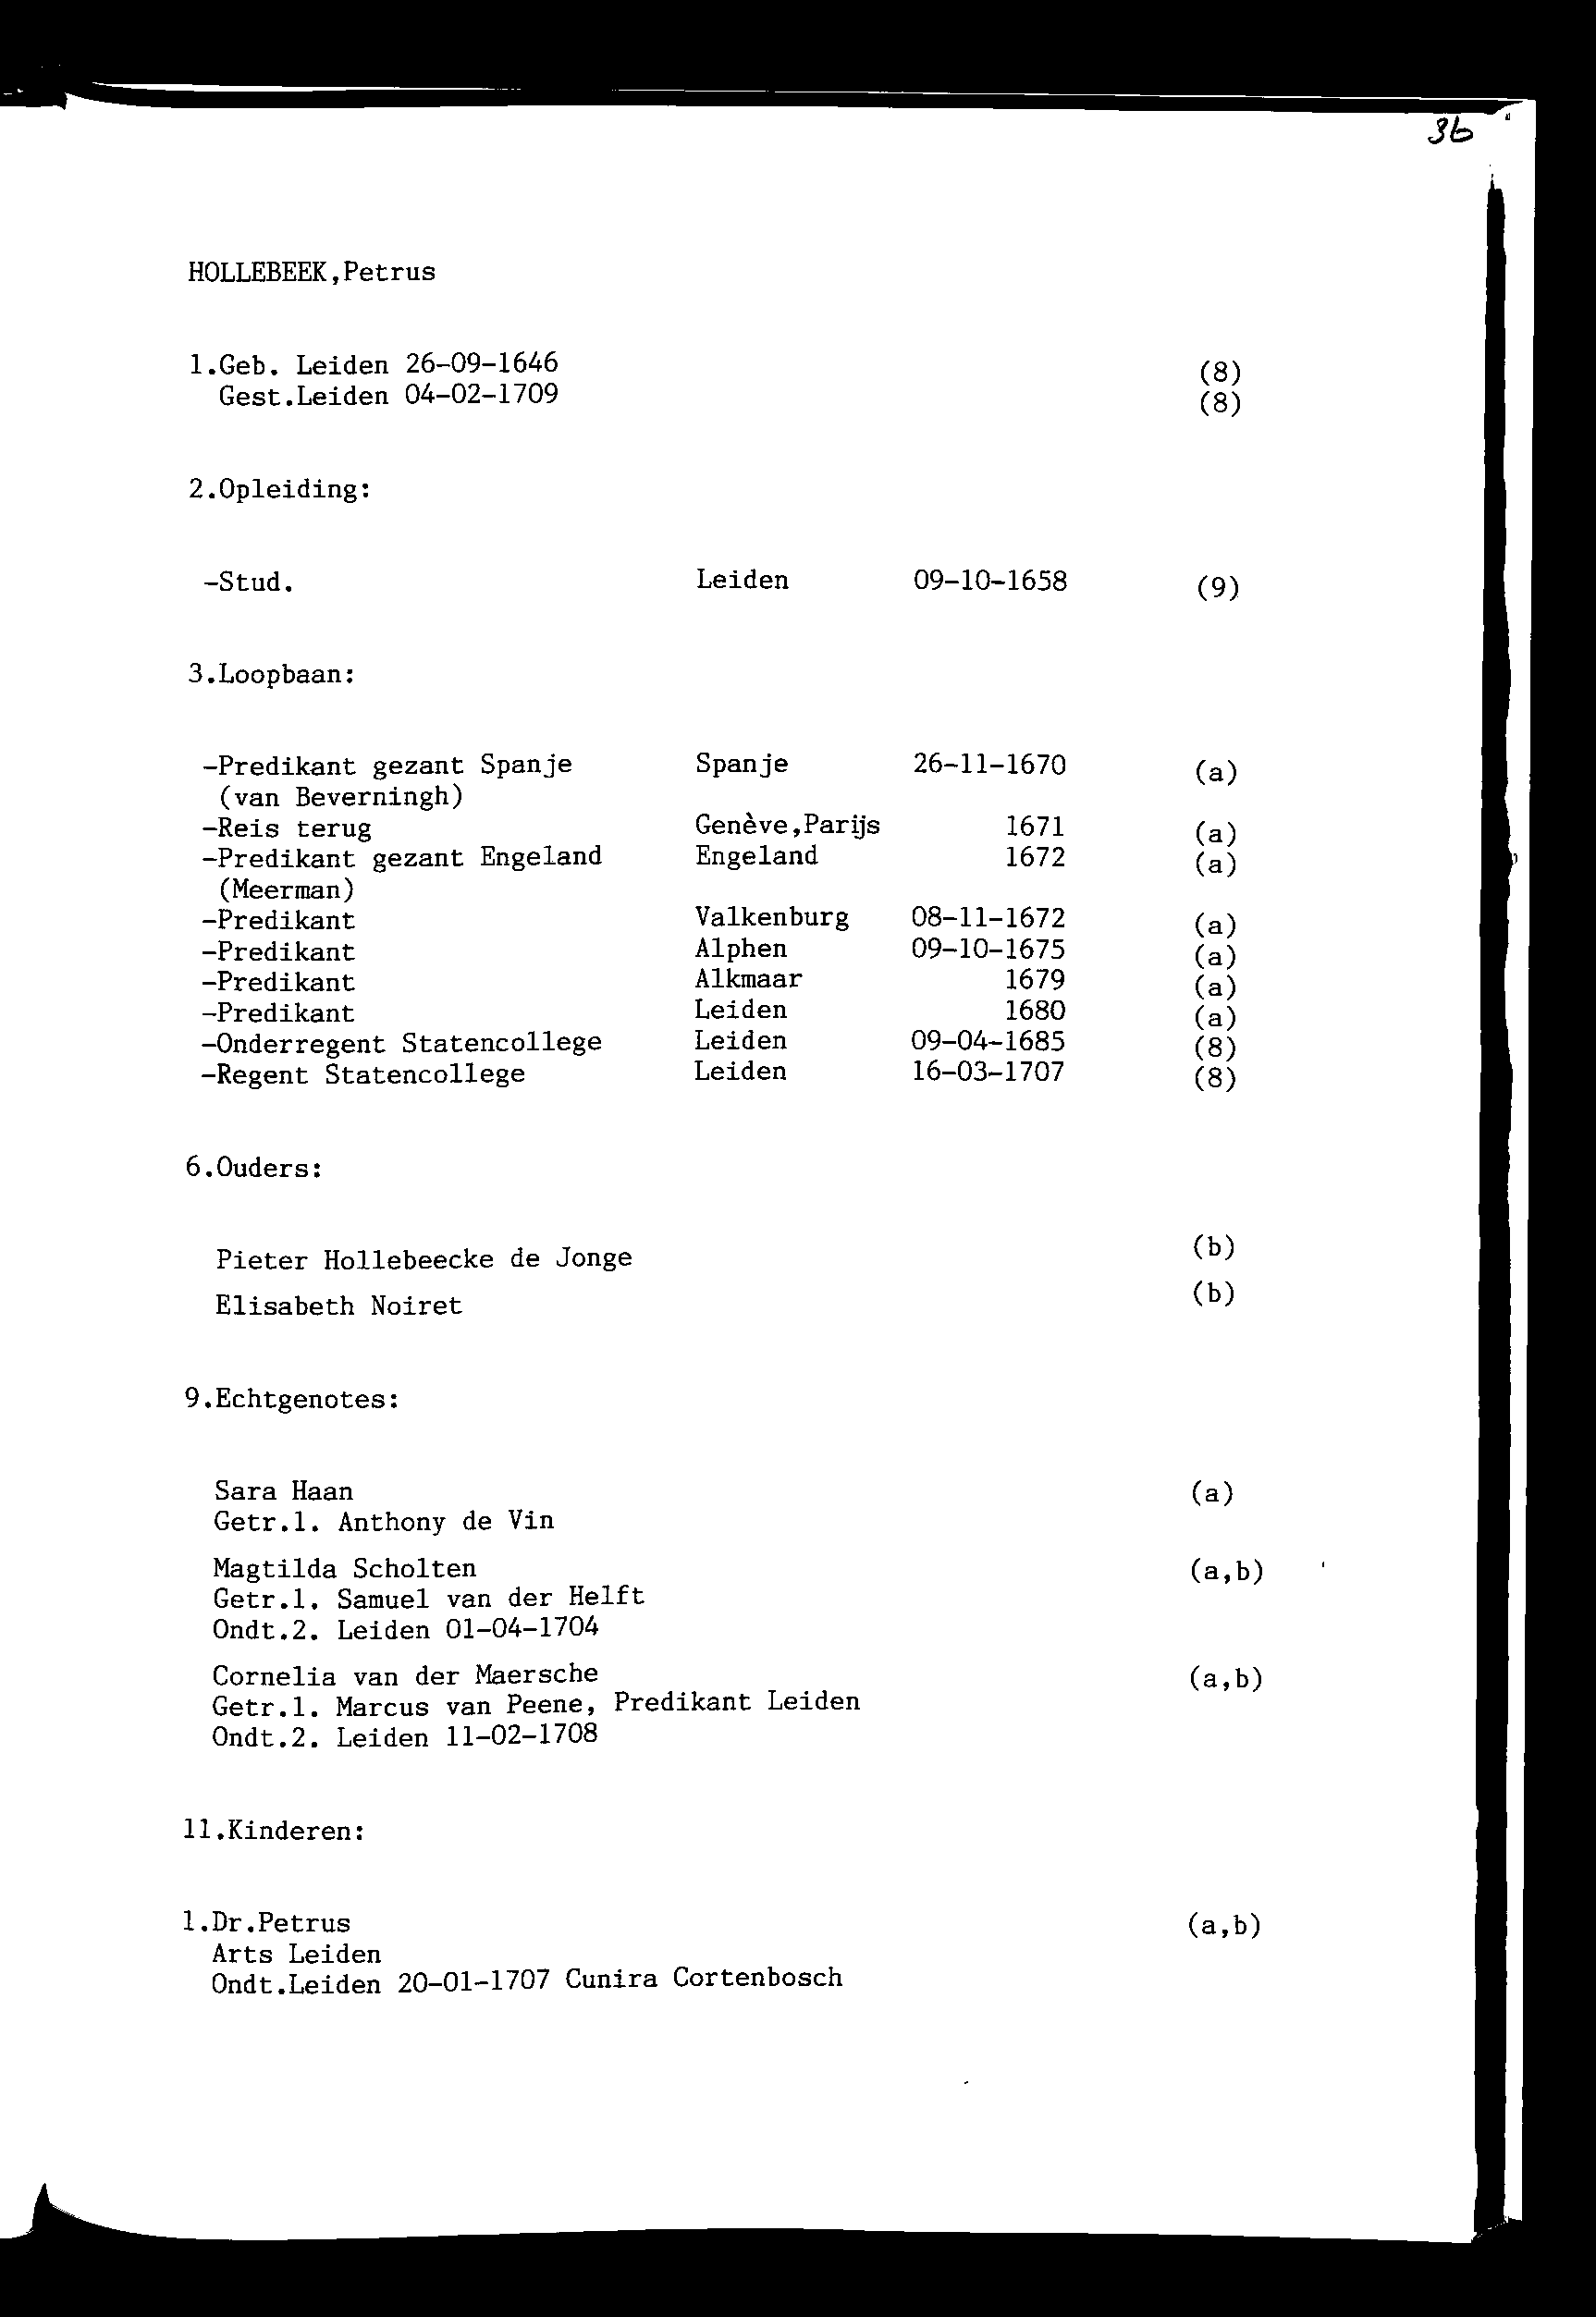 36
HOLLEBEEK,Petrus
1.Geb. Leiden 26-09-1646 (8)
Gest.Leiden 04-02-1709 (8)
2.Opleiding:
-Stud. Leiden 09-10-1658 (9)
3.Loopbaan:
-Predikant gezant Spanje Spanje 26-11-1670 (a)
(van Beverningh)
-Reis terug Genève,Parijs 1671 (a)
-Predikant gezant Engeland Engeland 1672 (a)
(Meerman)
-Predikant Valkenburg 08-11-1672 (a)
-Predikant Alphen 09-10-1675 (a)
-Predikant Alkmaar 1679 (a)
-Predikant Leiden 1680 (a)
-Onderregent Statencollege Leiden 09-04-1685 (8)
-Regent Statencollege Leiden 16-03-1707 (8)
6.Ouders:
Pieter Hollebeecke de Jonge (b)
Elisabeth Noiret (b)
9.Echtgenotes:
Sara Haan (a)
Getr.1. Anthony de Vin
Magtilda Scholten (a,b)
Getr.1. Samuel van der Helft
Ondt.2. Leiden 01-04-1704
Cornelia van der Maersche (a,b)
Getr.1. Marcus van Peene, Predikant Leiden
Ondt.2. Leiden 11-02-1708
11.Kinderen:
1.Dr.Petrus (a,b)
Arts Leiden
Ondt.Leiden 20-01-1707 Cunira Cortenbosch